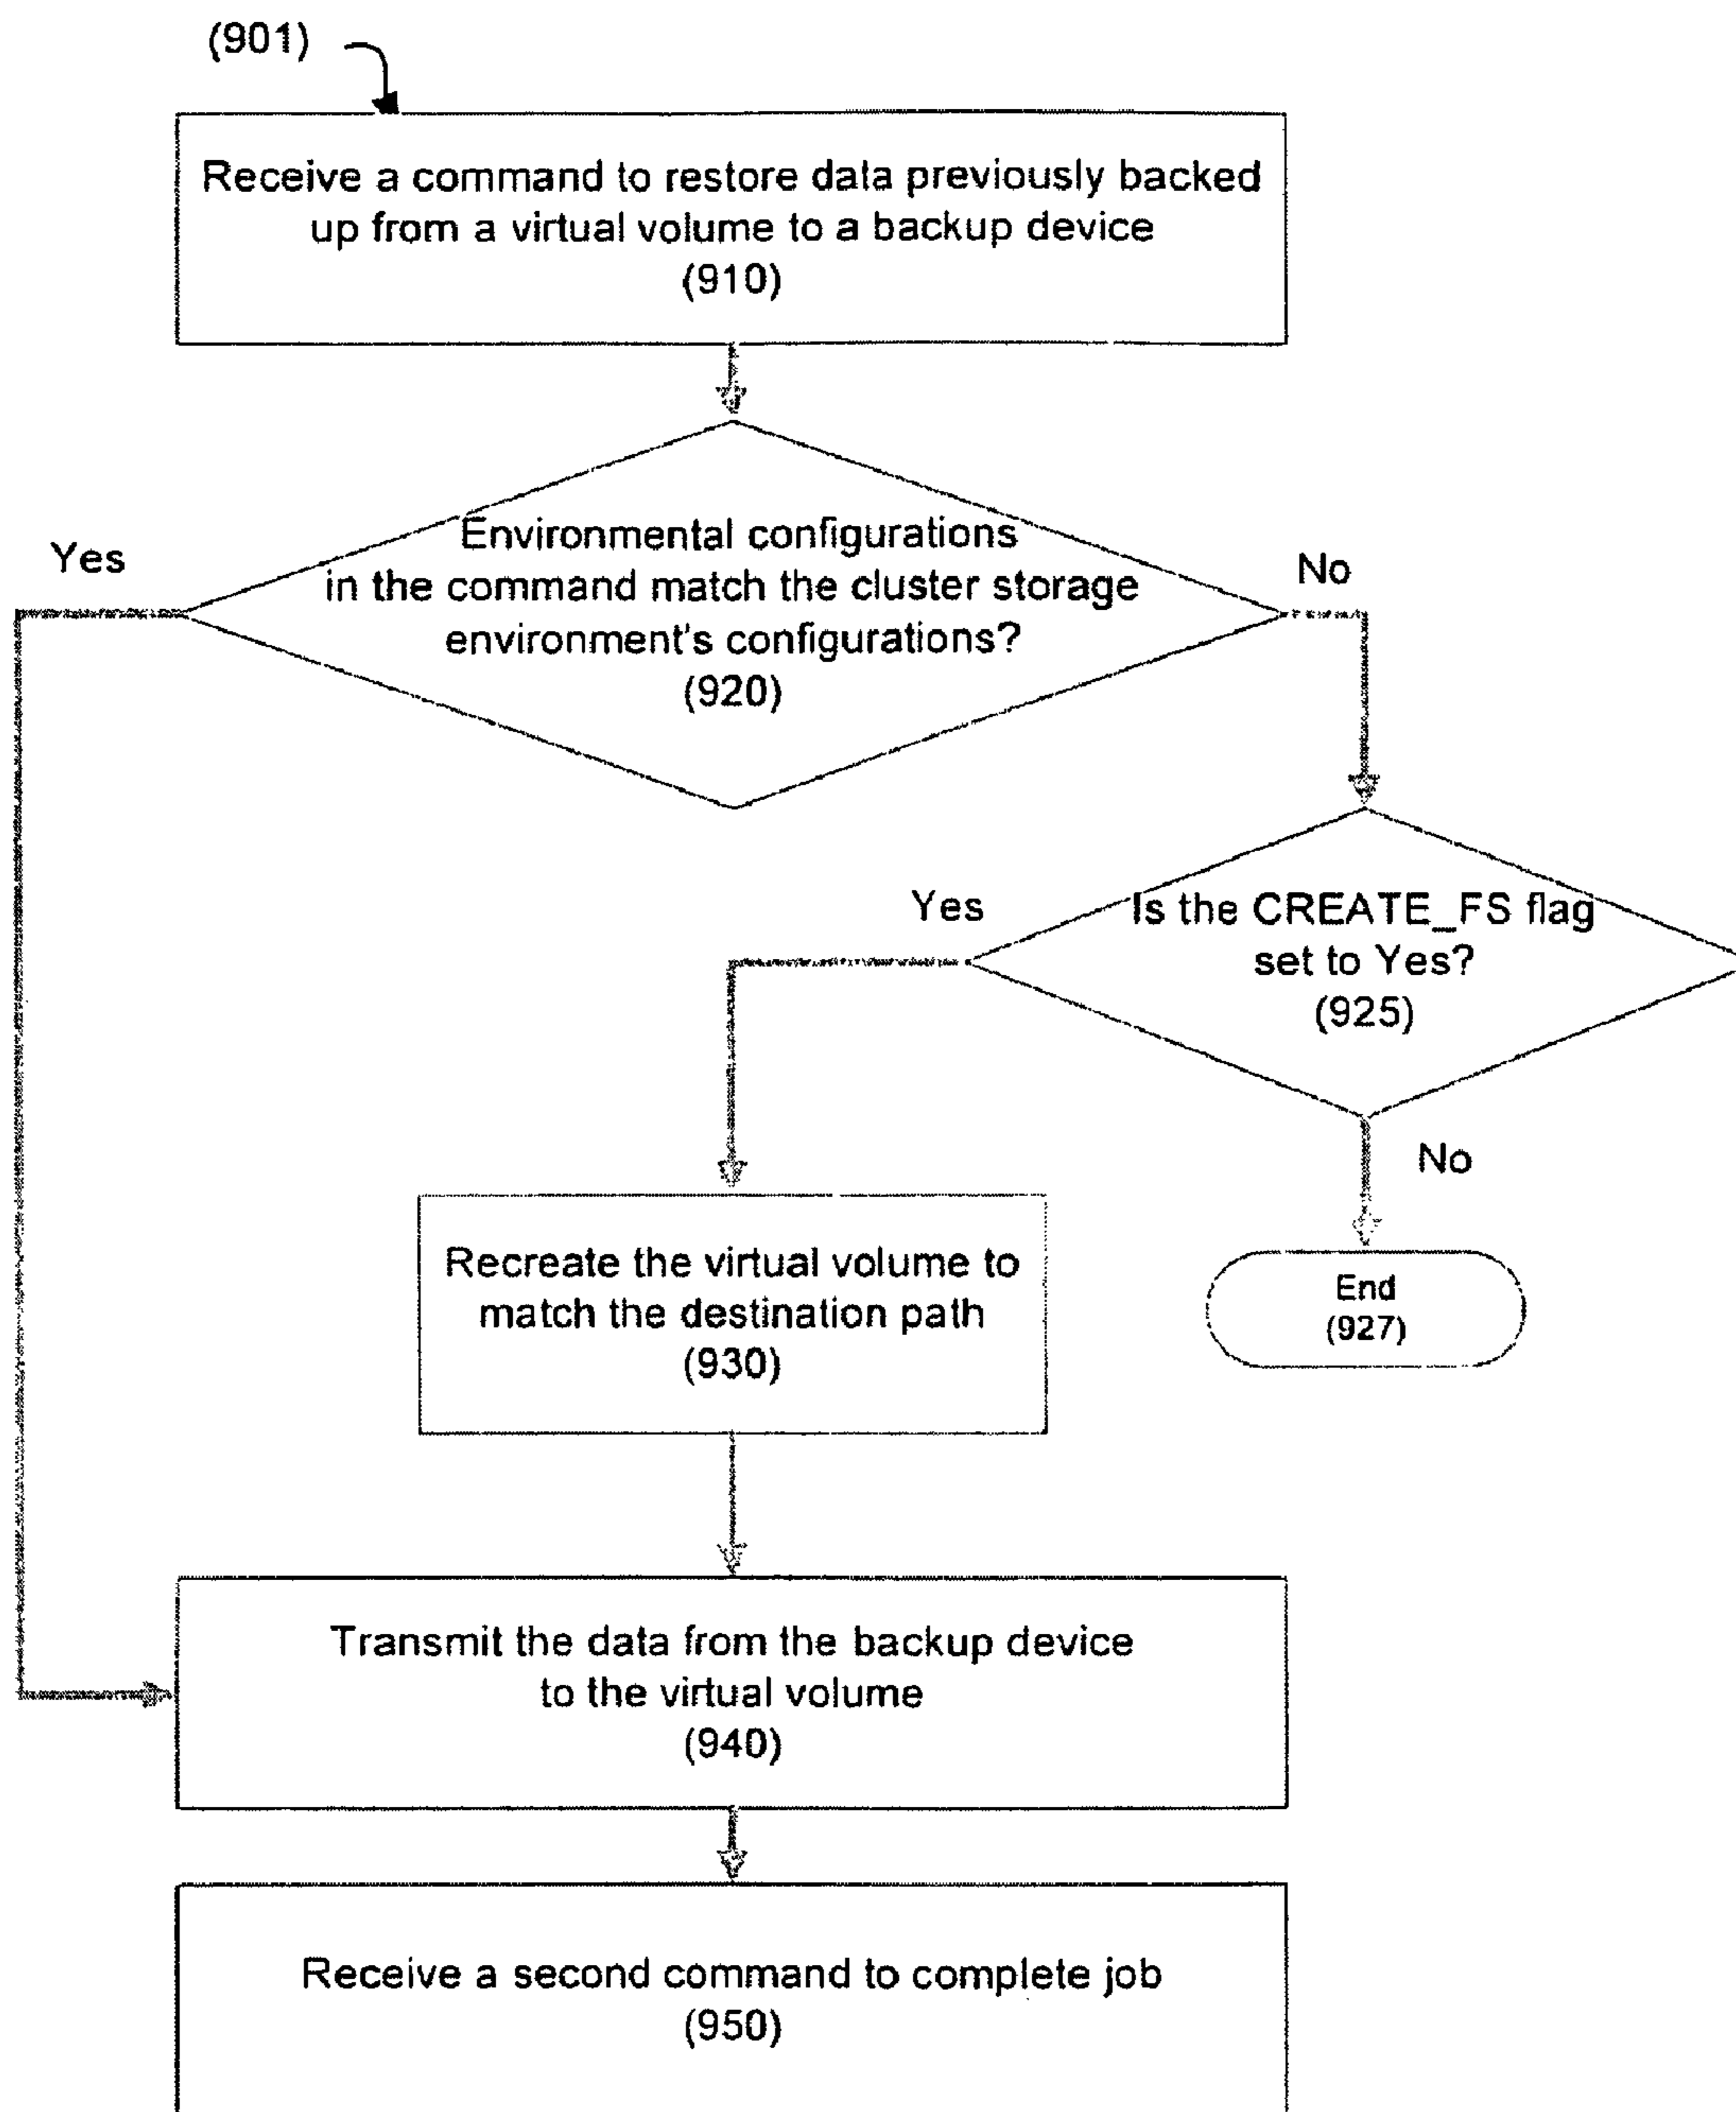 (901)
Receive a command to restore data previously backed
up from a virtual volume to a backup device
(910)
Environmental configurations
in the command match the cluster storage
environment's configurations?
(920)
Yes
No
Is the CREATE_FS flag
set to Yes?
(925)
Yes
No
Recreate the virtual volume to
match the destination path
(930)
End
(927)
Transmit the data from the backup device
to the virtual volume
(940)
Receive a second command to complete job
(950)